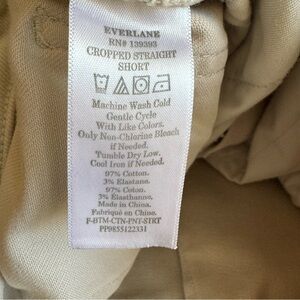 EVERLANE
RN# 139393
CROPPED STRAIGHT
SHORT
Machine Wash Cold
Gentle Cycle
With Like Colors.
Only Non-Chlorine Bleach
if Needed.
Tumble Dry Low.
Cool Iron if Needed.
97% Cotton.
3% Elastane.
97% Coton.
3% Elasthanne.
Made in China.
Fabriqué en Chine.
F-BTM-CTN-PNT-STRT
PP9855122331